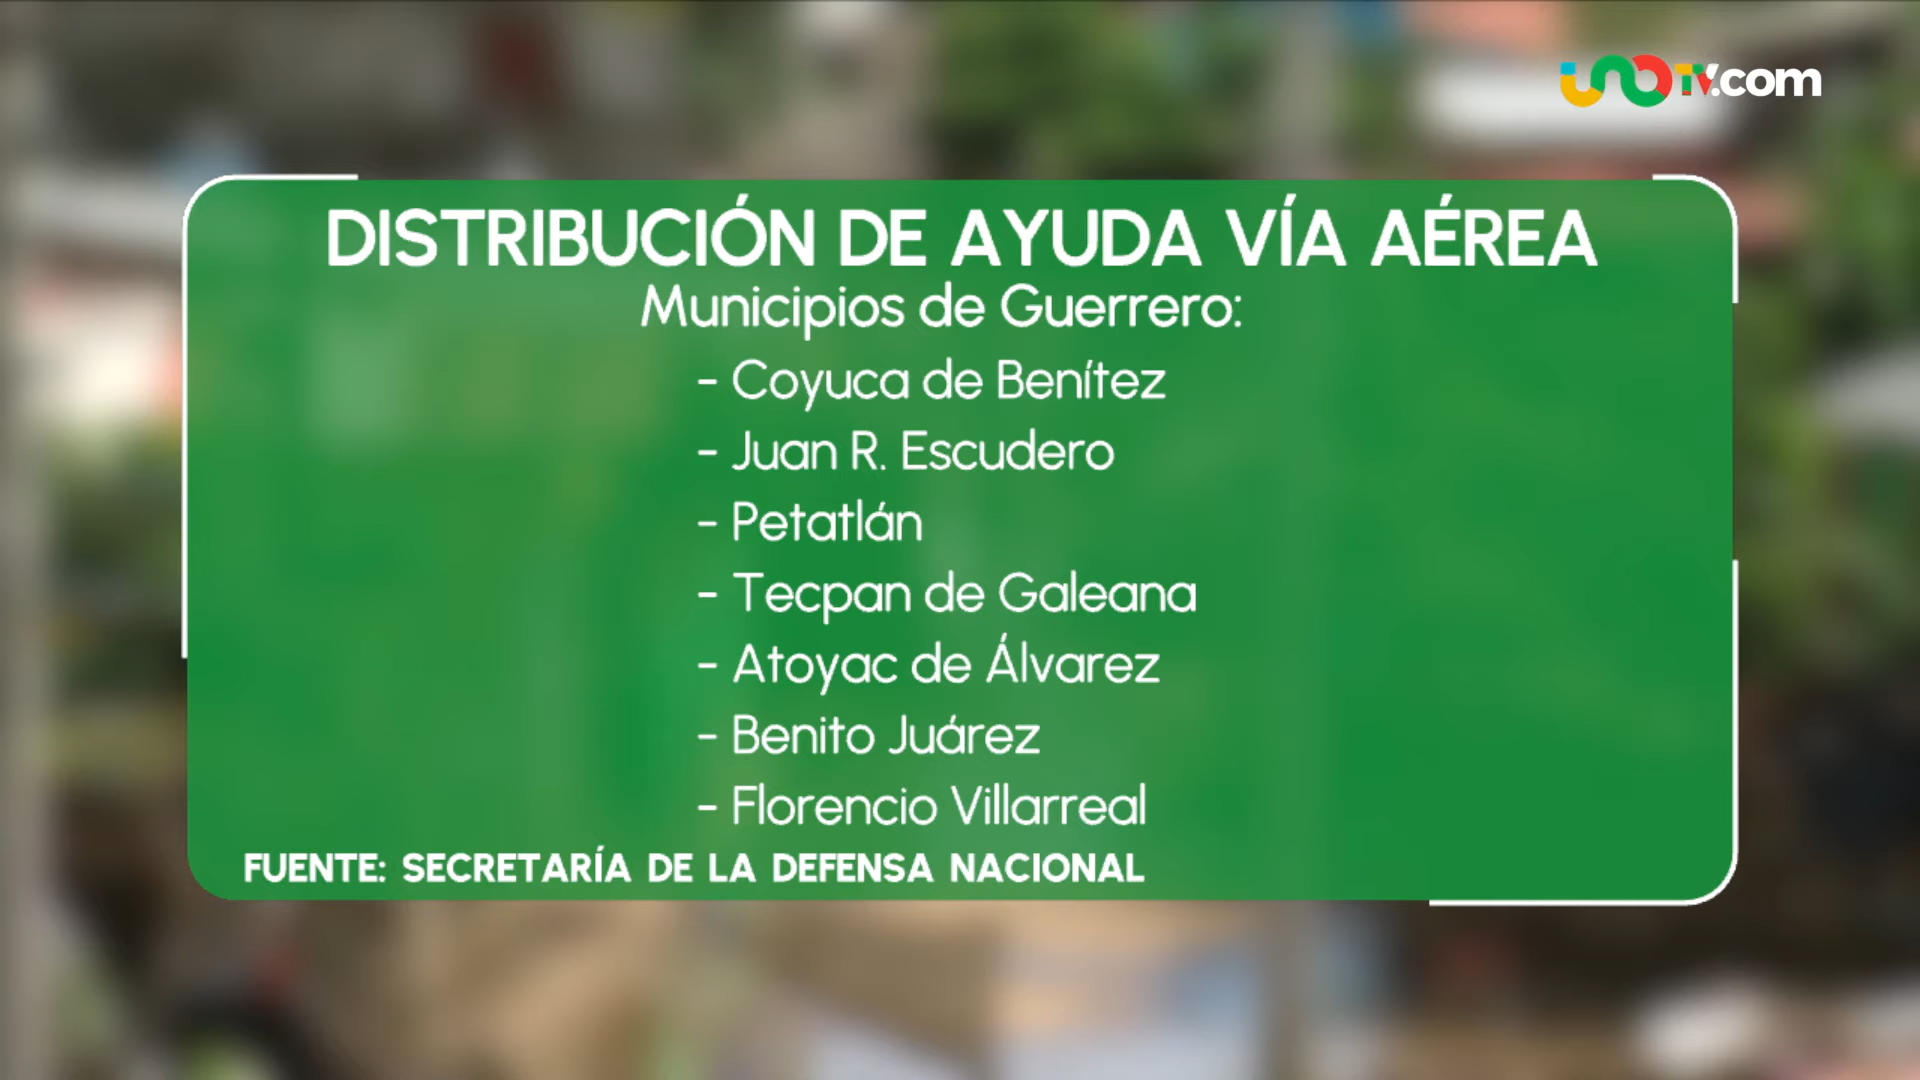 unoTV.com
DISTRIBUCIÓN DE AYUDA VÍA AÉREA
Municipios de Guerrero:
- Coyuca de Benítez
- Juan R. Escudero
- Petatlán
- Tecpan de Galeana
- Atoyac de Álvarez
- Benito Juárez
- Florencio Villarreal
FUENTE: SECRETARÍA DE LA DEFENSA NACIONAL